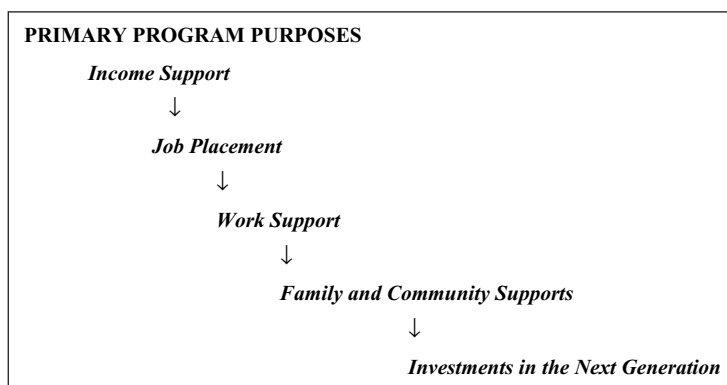 PRIMARY PROGRAM PURPOSES
Income Support
↓
Job Placement
↓
Work Support
↓
Family and Community Supports
↓
Investments in the Next Generation